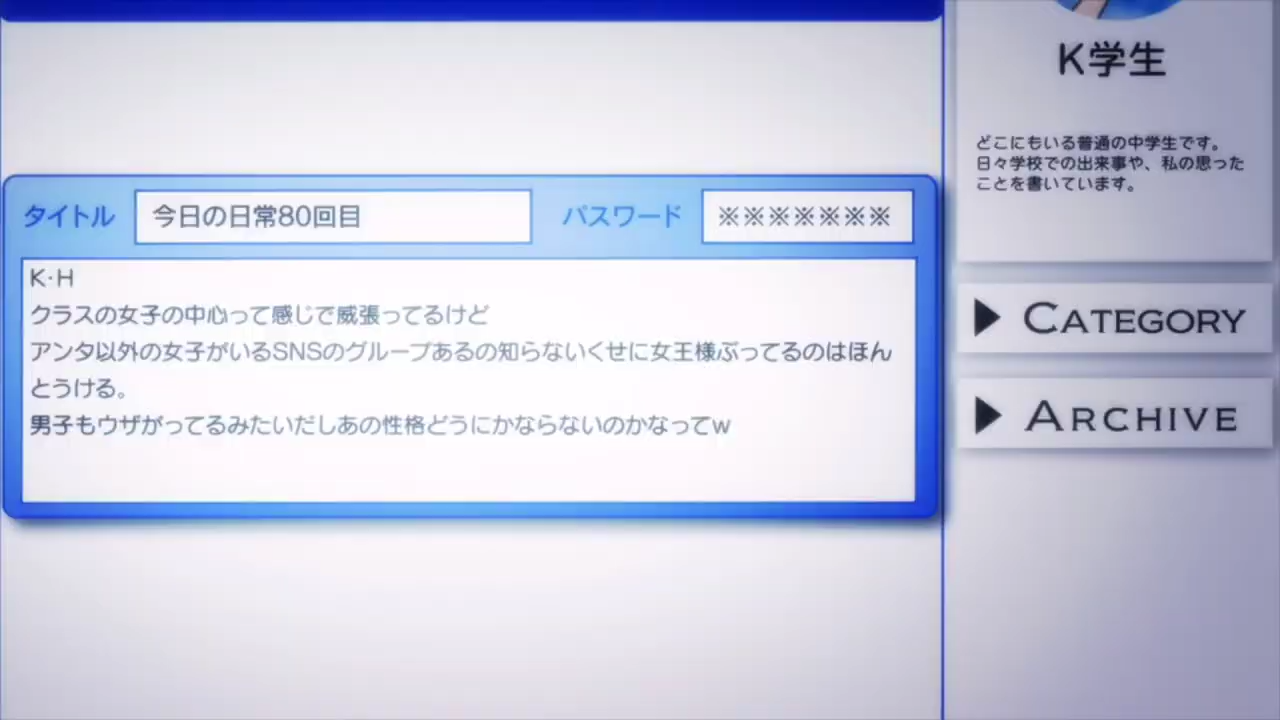 K学生
どこにもいる普通の中学生です。
日々学校での出来事や、私の思った
ことを書いています。
タイトル
今日の日常80回目
パスワード
※※※※※※※
K·H
クラスの女子の中心って感じで威張ってるけど
アンタ以外の女子がいるSNSのグループあるの知らないくせに女王様ぶってるのはほん
とうける。
男子もウザがってるみたいだしあの性格どうにかならないのかなってw
CATEGORY
ARCHIVE